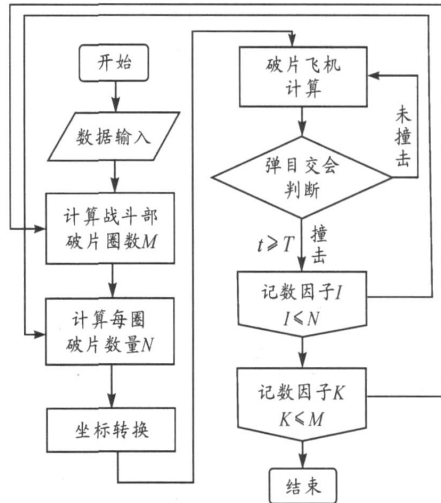 开始
数据输入
计算战斗部
破片圈数M
计算每圈
破片数量N
坐标转换
破片飞机
计算
弹目交会
判断
未撞击
t≥T
撞击
记数因子I
I≤N
记数因子K
K≤M
结束